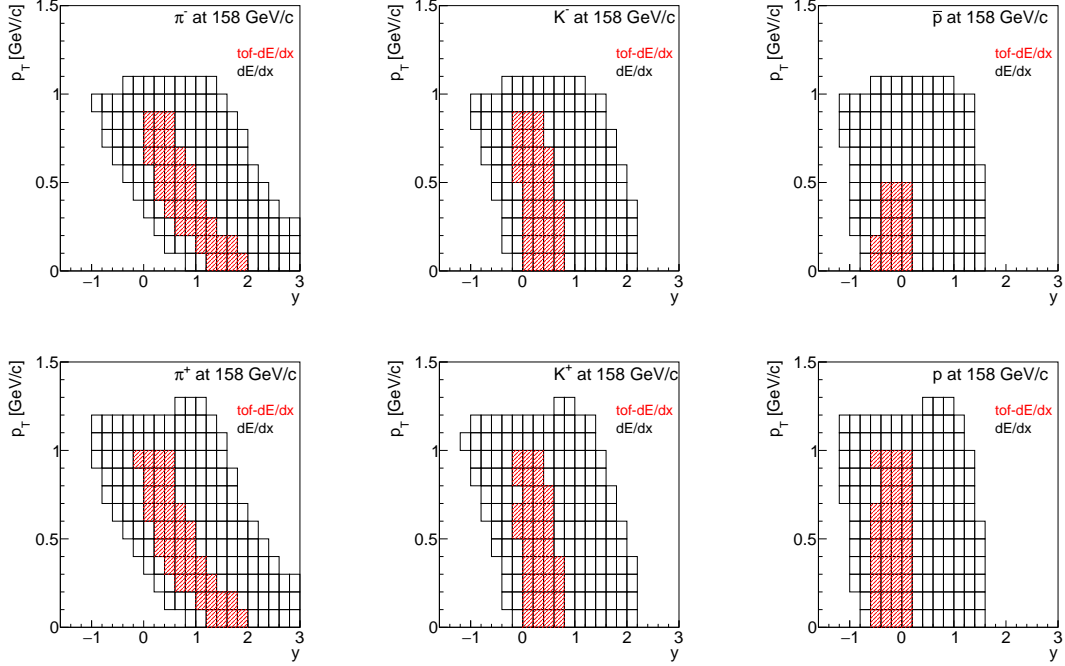 π⁻ at 158 GeV/c
p_T [GeV/c]
tof-dE/dx
dE/dx
1.5
1
0.5
0
−1 0 1 2 3
y
K⁻ at 158 GeV/c
p_T [GeV/c]
tof-dE/dx
dE/dx
1.5
1
0.5
0
−1 0 1 2 3
y
p̅ at 158 GeV/c
p_T [GeV/c]
tof-dE/dx
dE/dx
1.5
1
0.5
0
−1 0 1 2 3
y
π⁺ at 158 GeV/c
p_T [GeV/c]
tof-dE/dx
dE/dx
1.5
1
0.5
0
−1 0 1 2 3
y
K⁺ at 158 GeV/c
p_T [GeV/c]
tof-dE/dx
dE/dx
1.5
1
0.5
0
−1 0 1 2 3
y
p at 158 GeV/c
p_T [GeV/c]
tof-dE/dx
dE/dx
1.5
1
0.5
0
−1 0 1 2 3
y